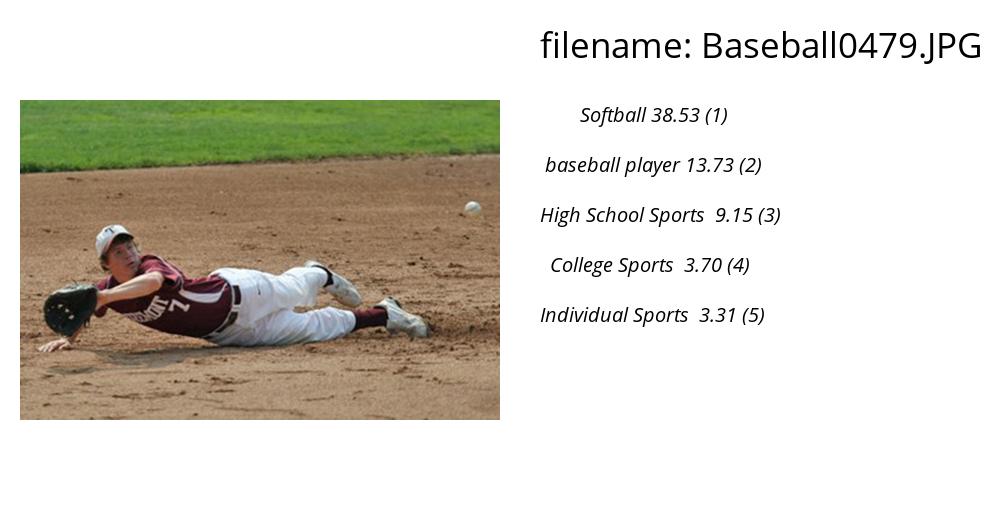 filename: Baseball0479.JPG
Softball 38.53 (1)
baseball player 13.73 (2)
High School Sports 9.15 (3)
College Sports 3.70 (4)
Individual Sports 3.31 (5)
T
7